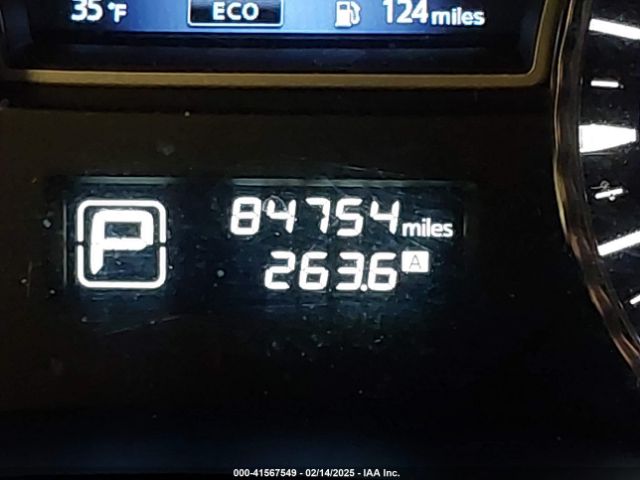 35°F ECO 124 miles
P 84754 miles
263.6 A
000-41567549 - 02/14/2025 - IAA Inc.